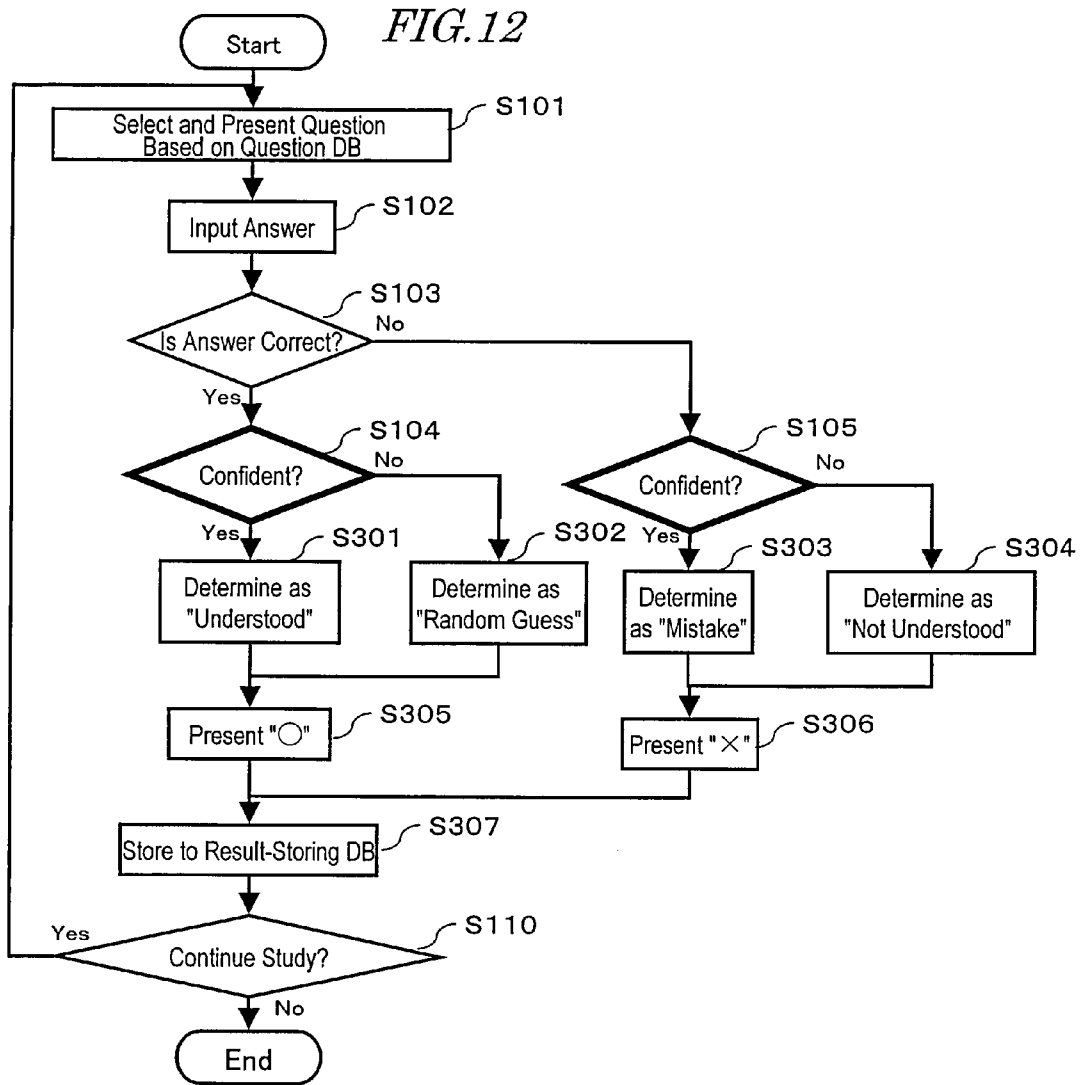 FIG.12
Start
S101
Select and Present Question
Based on Question DB
S102
Input Answer
S103
Is Answer Correct?
No
Yes
S104
Confident?
No
Yes
S105
Confident?
No
Yes
S301
Determine as
"Understood"
S302
Determine as
"Random Guess"
S303
Determine
as "Mistake"
S304
Determine as
"Not Understood"
S305
Present "○"
S306
Present "×"
S307
Store to Result-Storing DB
S110
Continue Study?
Yes
No
End